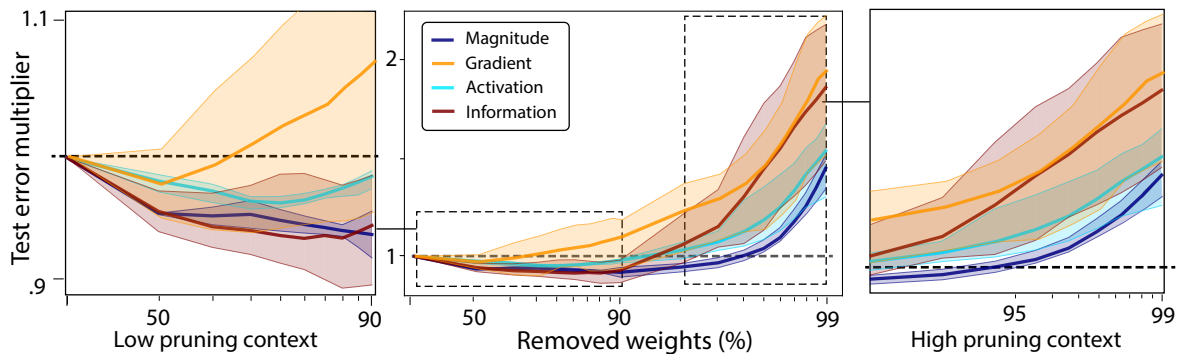 Test error multiplier
1.1
.9
50
90
Low pruning context
2
1
Magnitude
Gradient
Activation
Information
50
90
99
Removed weights (%)
95
99
High pruning context